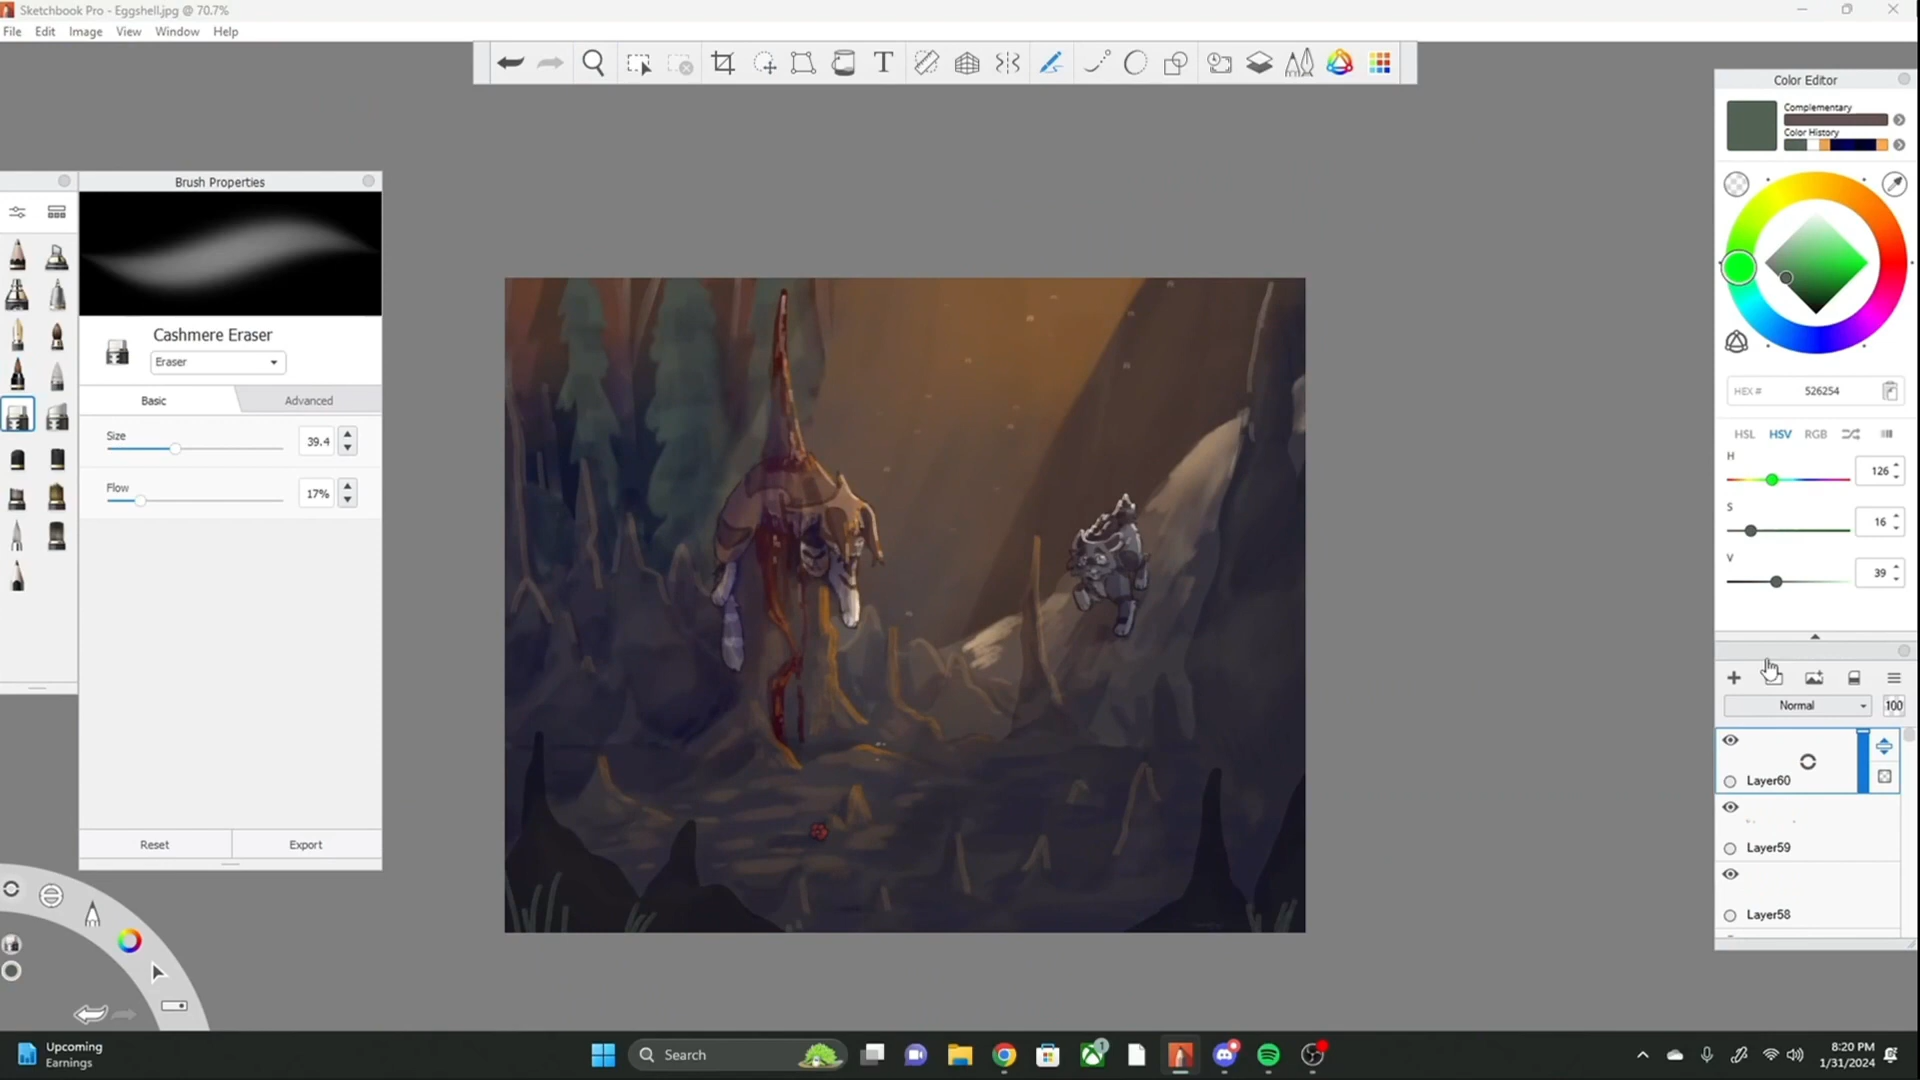 Sketchbook Pro - Eggshell.jpg @ 70.7%
File Edit Image View Window Help
T
Color Editor
Complementary
Color History
Brush Properties
Cashmere Eraser
Eraser
Basic Advanced
Size 39.4
Flow 17%
Reset Export
HEX # 526254
HSL HSV RGB
H 126
S 16
V 39
Normal 100
Layer60
Layer59
Layer58
Upcoming
Earnings
Search
1
8:20 PM
1/31/2024